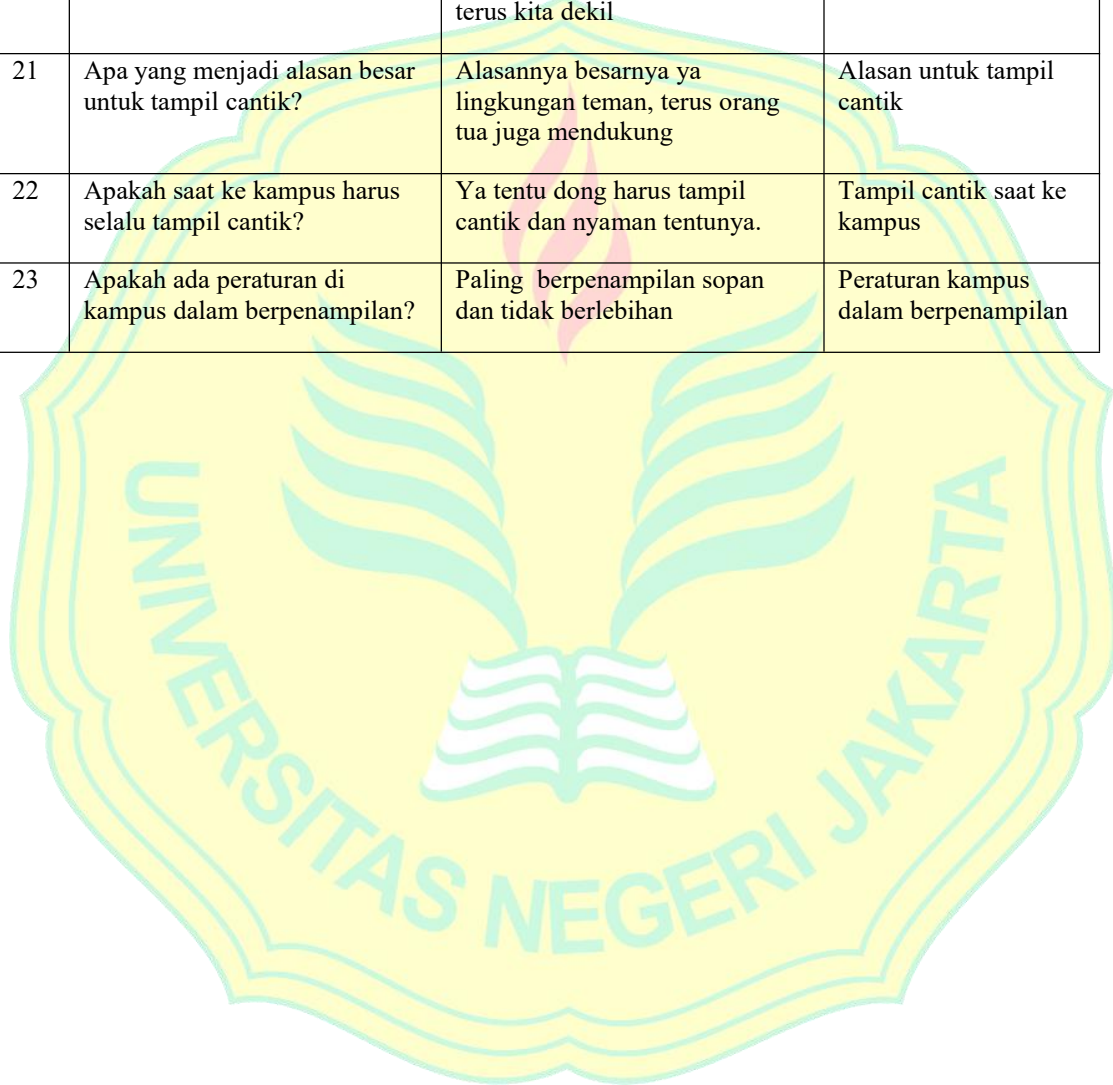 terus kita dekil
21 Apa yang menjadi alasan besar Alasannya besarnya ya Alasan untuk tampil
untuk tampil cantik? lingkungan teman, terus orang cantik
tua juga mendukung
22 Apakah saat ke kampus harus Ya tentu dong harus tampil Tampil cantik saat ke
selalu tampil cantik? cantik dan nyaman tentunya. kampus
23 Apakah ada peraturan di Paling berpenampilan sopan Peraturan kampus
kampus dalam berpenampilan? dan tidak berlebihan dalam berpenampilan
UNIVERSITAS NEGERI JAKARTA